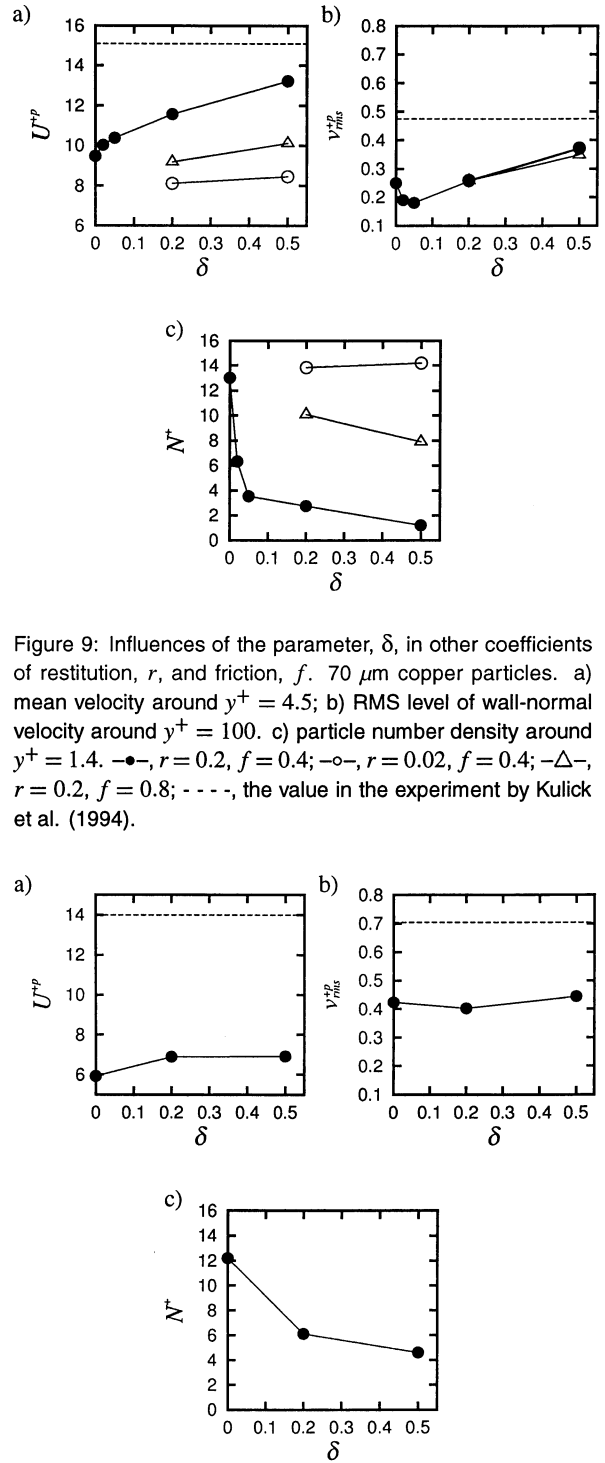 a)
16
14
12
10
8
6
U⁺ᵖ
0 0.1 0.2 0.3 0.4 0.5
δ
b)
0.8
0.7
0.6
0.5
0.4
0.3
0.2
0.1
v⁺ᵖrms
0 0.1 0.2 0.3 0.4 0.5
δ
c)
16
14
12
10
8
6
4
2
0
N⁺
0 0.1 0.2 0.3 0.4 0.5
δ
Figure 9: Influences of the parameter, δ, in other coefficients
of restitution, r, and friction, f. 70 μm copper particles. a)
mean velocity around y⁺ = 4.5; b) RMS level of wall-normal
velocity around y⁺ = 100. c) particle number density around
y⁺ = 1.4. –●–, r = 0.2, f = 0.4; –○–, r = 0.02, f = 0.4; –△–,
r = 0.2, f = 0.8; - - - -, the value in the experiment by Kulick
et al. (1994).
a)
14
12
10
8
6
U⁺ᵖ
0 0.1 0.2 0.3 0.4 0.5
δ
b)
0.8
0.7
0.6
0.5
0.4
0.3
0.2
0.1
v⁺ᵖrms
0 0.1 0.2 0.3 0.4 0.5
δ
c)
16
14
12
10
8
6
4
2
0
N⁺
0 0.1 0.2 0.3 0.4 0.5
δ